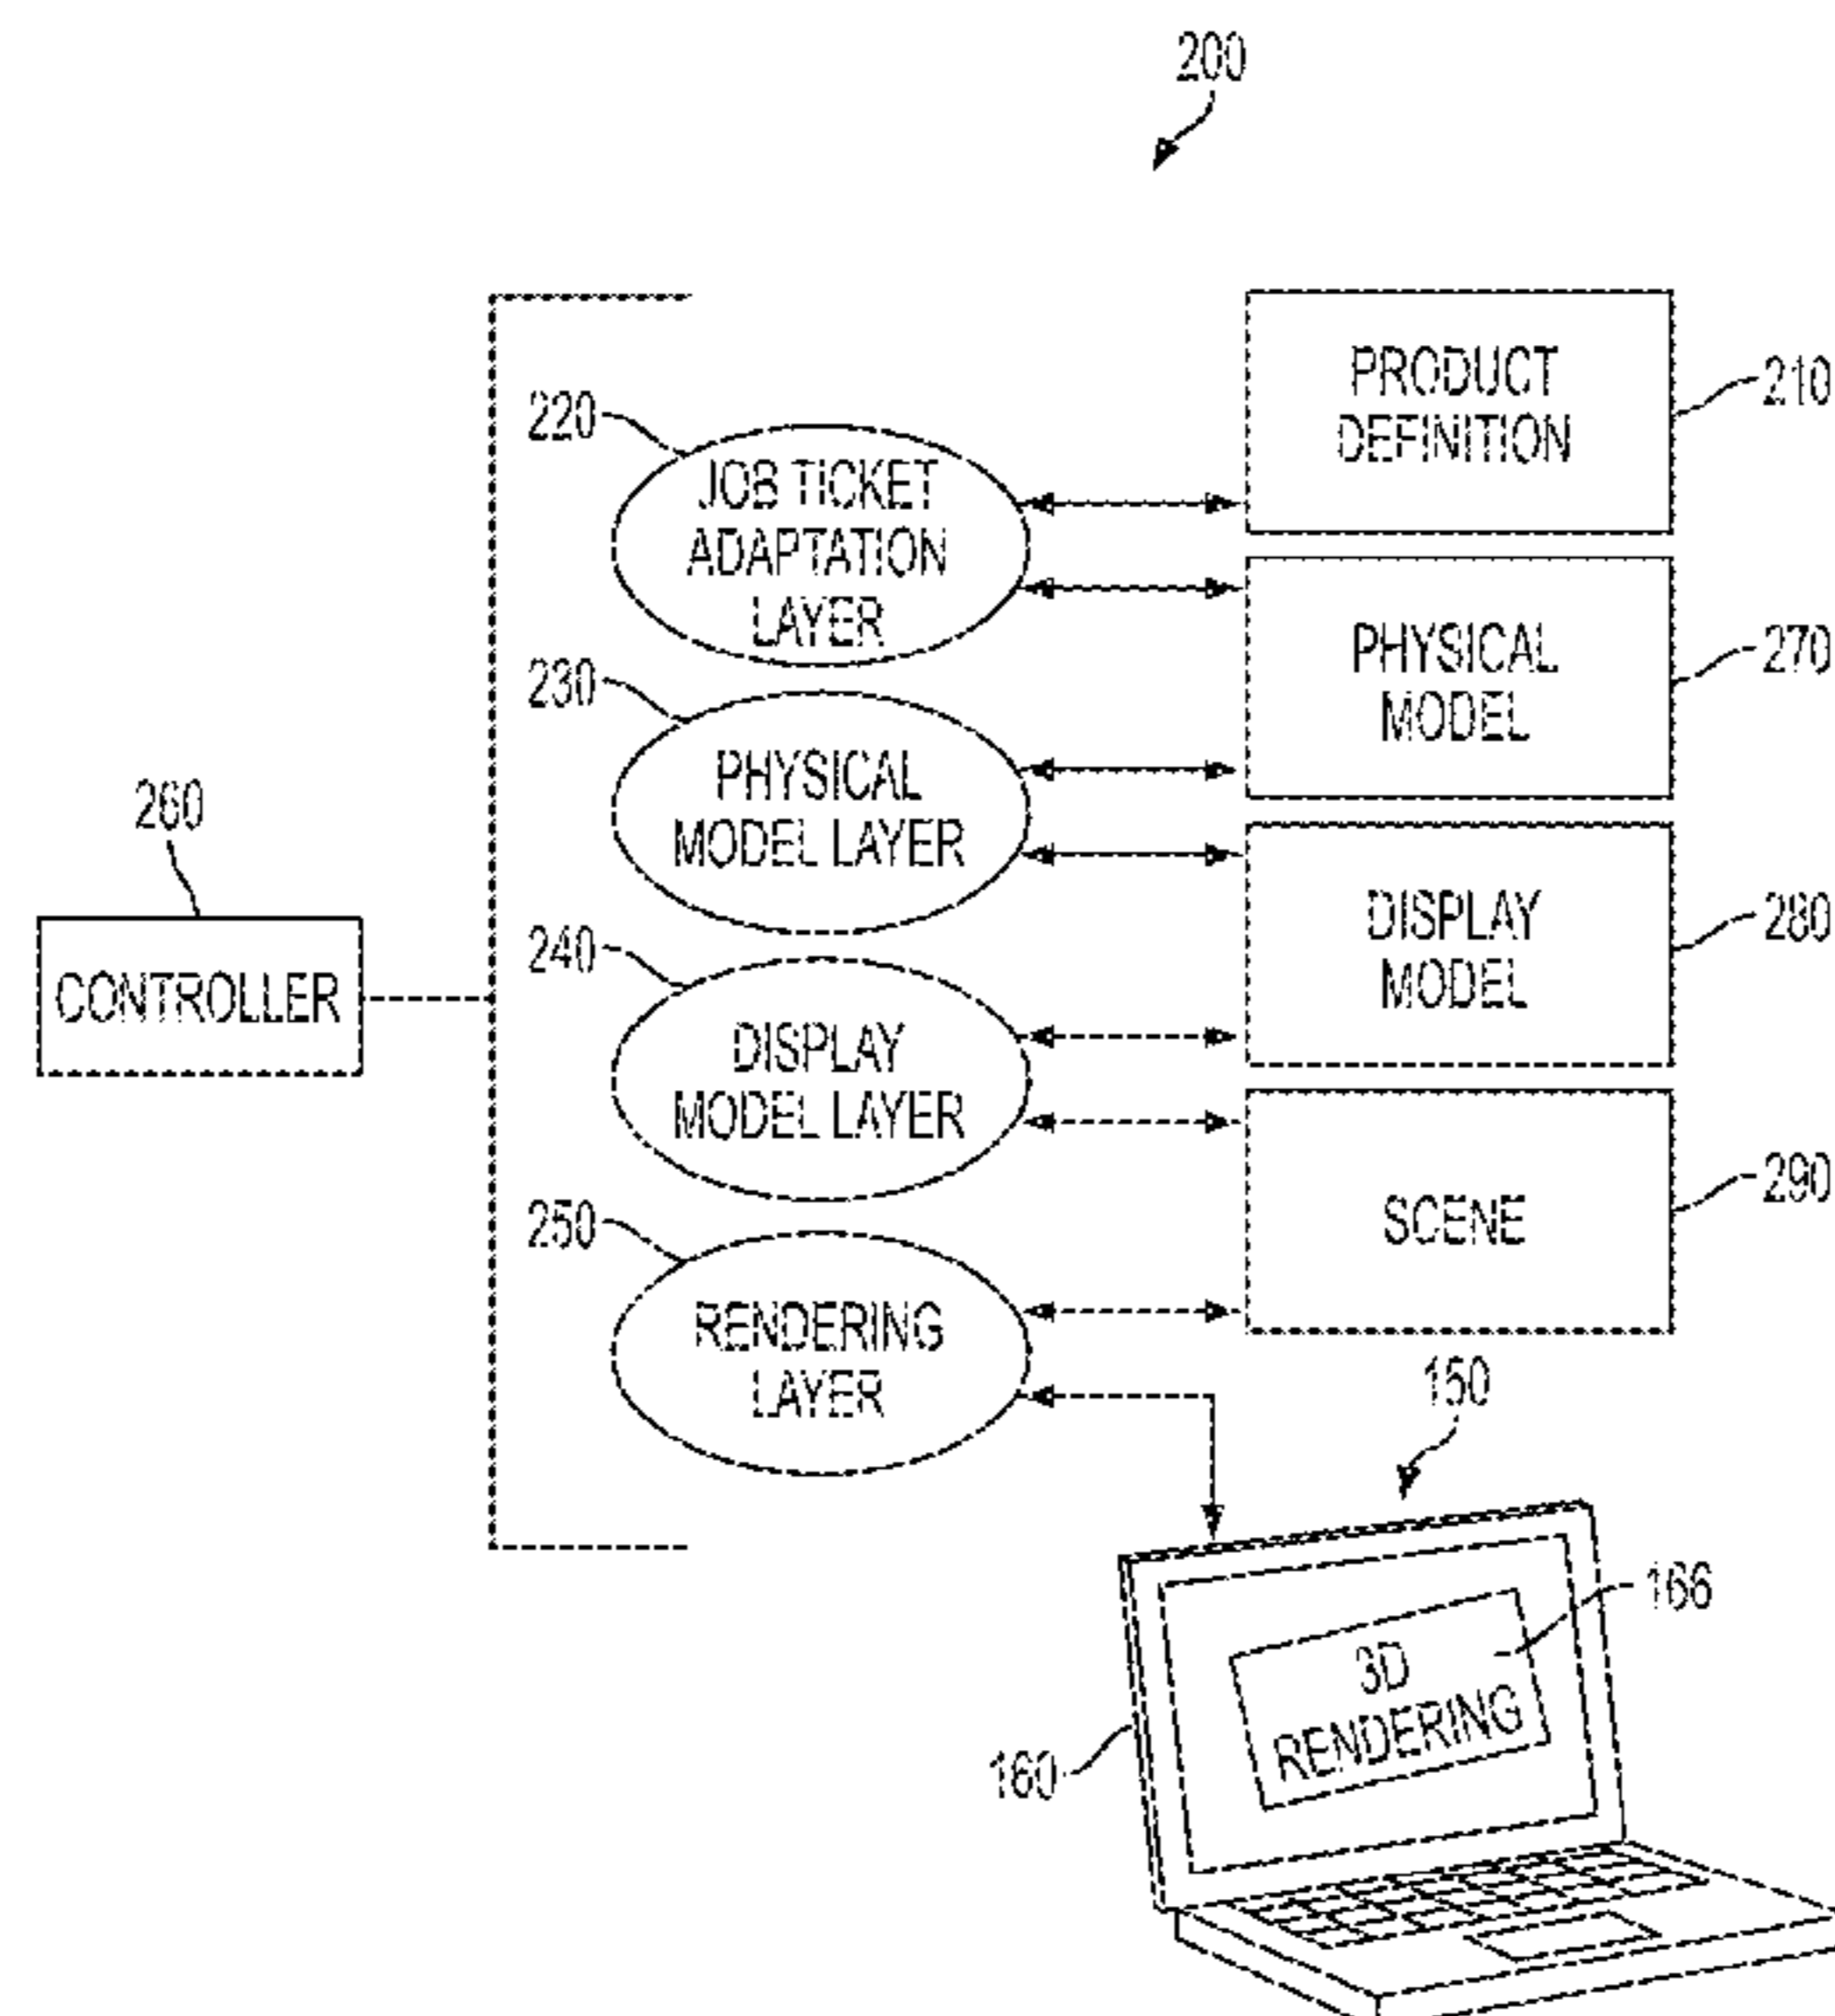 200
PRODUCT
DEFINITION
210
220
JOB TICKET
ADAPTATION
LAYER
PHYSICAL
MODEL
270
230
PHYSICAL
MODEL LAYER
260
CONTROLLER
DISPLAY
MODEL
280
240
DISPLAY
MODEL LAYER
SCENE
290
250
RENDERING
LAYER
150
3D
RENDERING
166
160